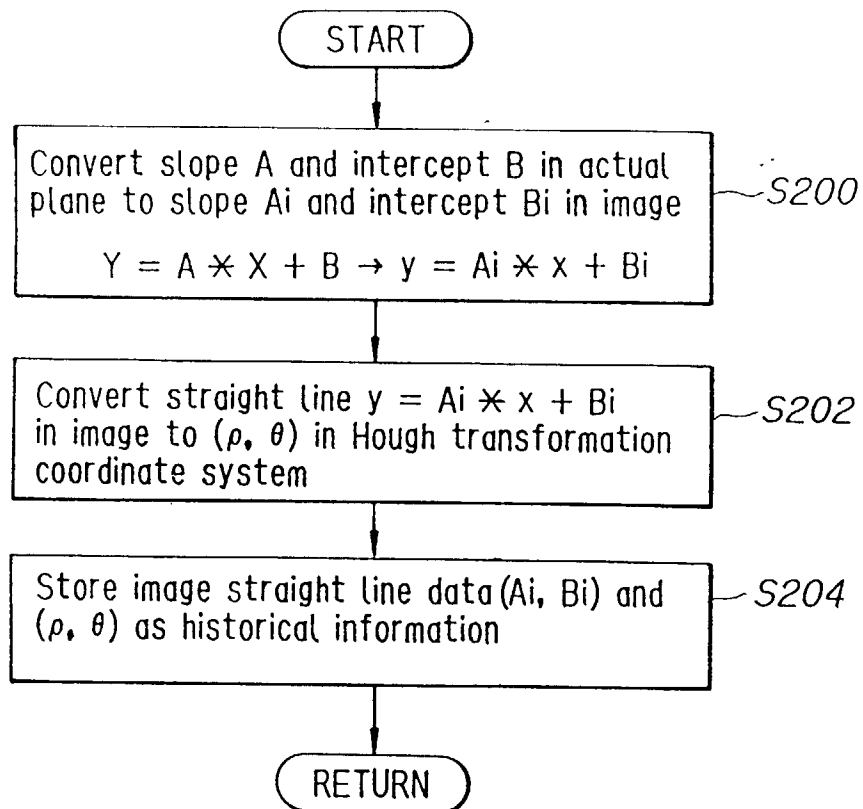 START
Convert slope A and intercept B in actual
plane to slope Ai and intercept Bi in image
Y = A * X + B → y = Ai * x + Bi
S200
Convert straight line y = Ai * x + Bi
in image to (ρ, θ) in Hough transformation
coordinate system
S202
Store image straight line data (Ai, Bi) and
(ρ, θ) as historical information
S204
RETURN